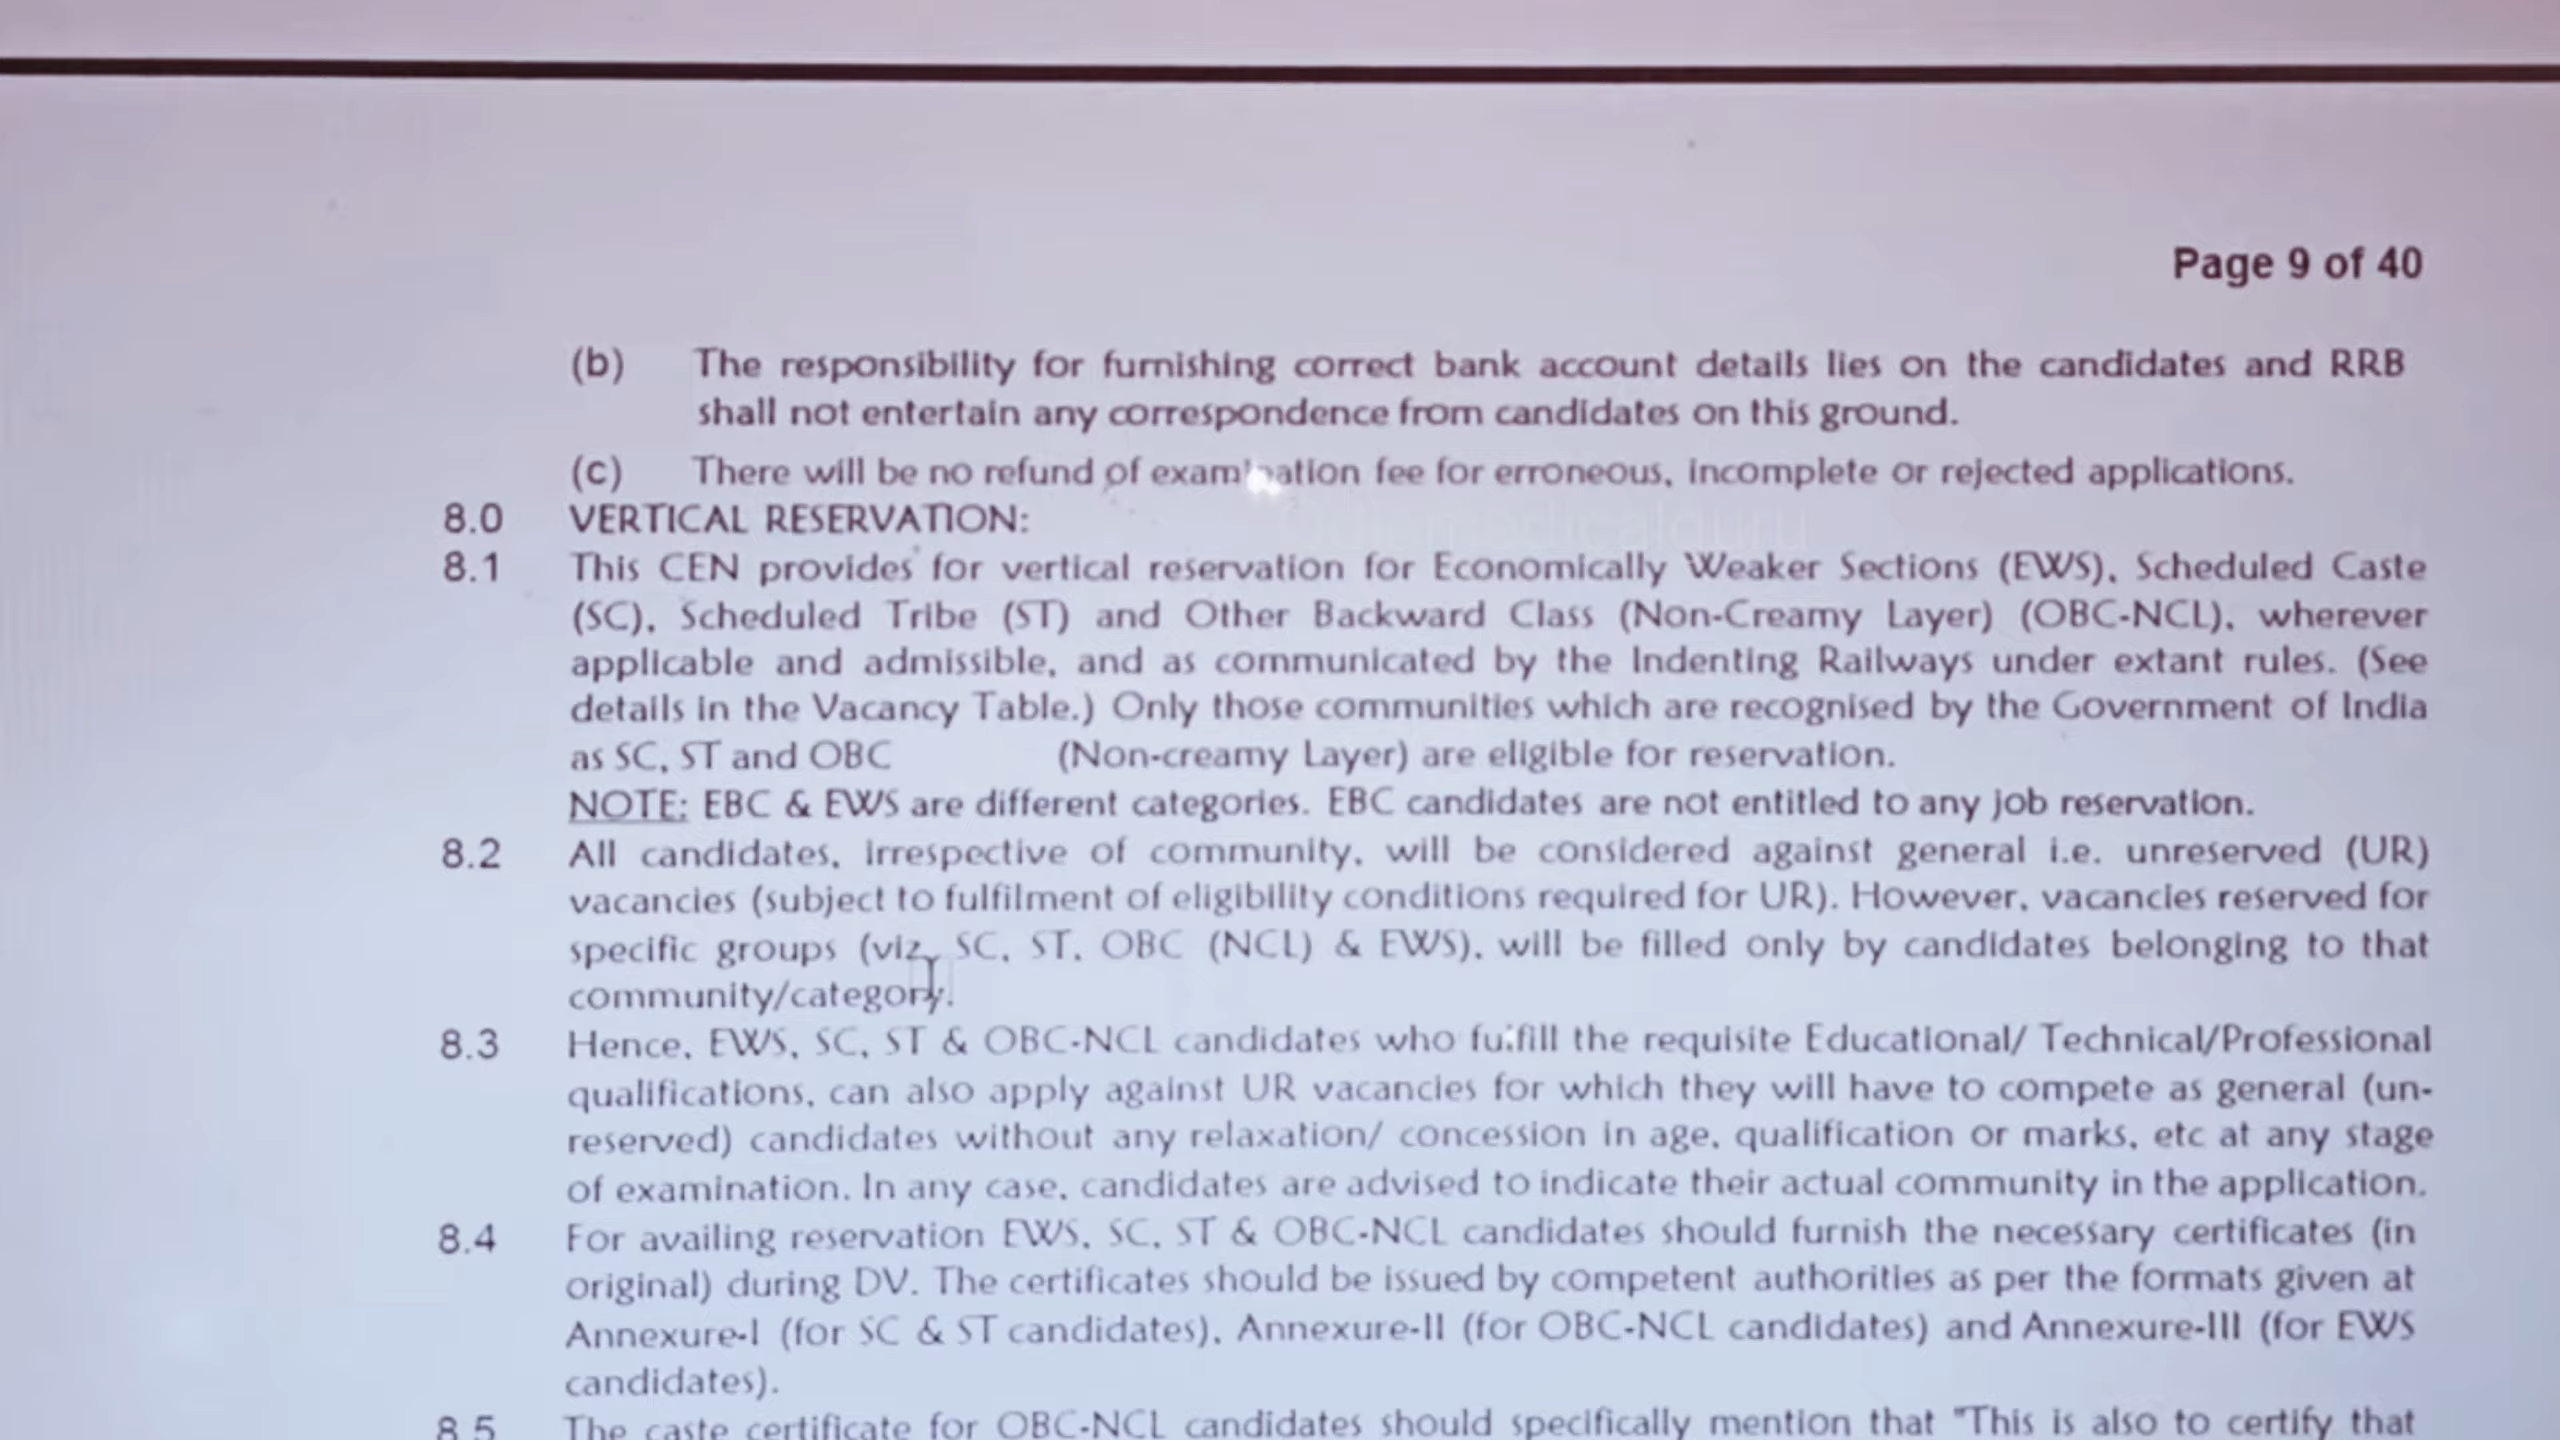 Page 9 of 40
(b) The responsibility for furnishing correct bank account details lies on the candidates and RRB
shall not entertain any correspondence from candidates on this ground.
(c) There will be no refund of examination fee for erroneous, incomplete or rejected applications.
8.0 VERTICAL RESERVATION:
8.1 This CEN provides for vertical reservation for Economically Weaker Sections (EWS), Scheduled Caste
(SC), Scheduled Tribe (ST) and Other Backward Class (Non-Creamy Layer) (OBC-NCL), wherever
applicable and admissible, and as communicated by the Indenting Railways under extant rules. (See
details in the Vacancy Table.) Only those communities which are recognised by the Government of India
as SC, ST and OBC (Non-creamy Layer) are eligible for reservation.
NOTE: EBC & EWS are different categories. EBC candidates are not entitled to any job reservation.
8.2 All candidates, irrespective of community, will be considered against general i.e. unreserved (UR)
vacancies (subject to fulfilment of eligibility conditions required for UR). However, vacancies reserved for
specific groups (viz, SC, ST, OBC (NCL) & EWS), will be filled only by candidates belonging to that
community/category.
8.3 Hence, EWS, SC, ST & OBC-NCL candidates who fulfill the requisite Educational/ Technical/Professional
qualifications, can also apply against UR vacancies for which they will have to compete as general (un-
reserved) candidates without any relaxation/ concession in age, qualification or marks, etc at any stage
of examination. In any case, candidates are advised to indicate their actual community in the application.
8.4 For availing reservation EWS, SC, ST & OBC-NCL candidates should furnish the necessary certificates (in
original) during DV. The certificates should be issued by competent authorities as per the formats given at
Annexure-I (for SC & ST candidates), Annexure-II (for OBC-NCL candidates) and Annexure-III (for EWS
candidates).
8.5 The caste certificate for OBC-NCL candidates should specifically mention that "This is also to certify that